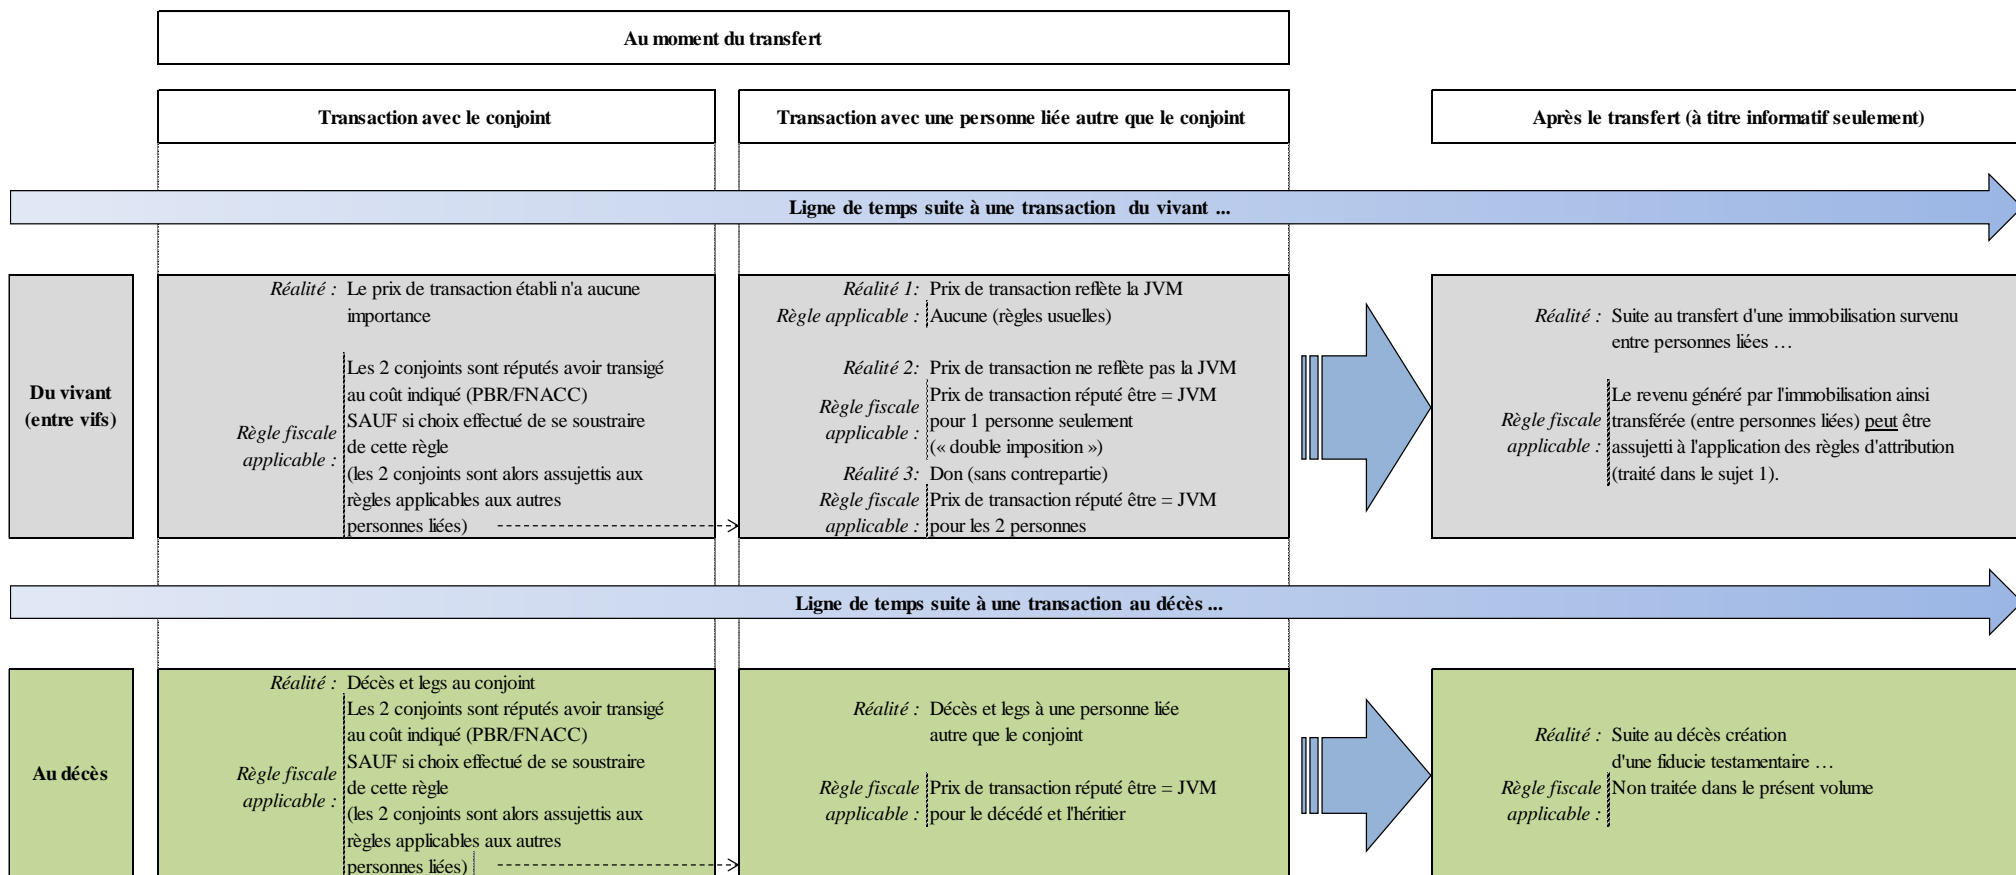 Au moment du transfert
Transaction avec le conjoint
Transaction avec une personne liée autre que le conjoint
Après le transfert (à titre informatif seulement)
Ligne de temps suite à une transaction du vivant ...
Du vivant
(entre vifs)
Réalité : Le prix de transaction établi n'a aucune
importance
Règle fiscale
applicable :
Les 2 conjoints sont réputés avoir transigé
au coût indiqué (PBR/FNACC)
SAUF si choix effectué de se soustraire
de cette règle
(les 2 conjoints sont alors assujettis aux
règles applicables aux autres
personnes liées)
Réalité 1: Prix de transaction reflète la JVM
Règle applicable : Aucune (règles usuelles)
Réalité 2: Prix de transaction ne reflète pas la JVM
Règle fiscale
applicable :
Prix de transaction réputé être = JVM
pour 1 personne seulement
(« double imposition »)
Réalité 3: Don (sans contrepartie)
Règle fiscale Prix de transaction réputé être = JVM
applicable : pour les 2 personnes
Réalité : Suite au transfert d'une immobilisation survenu
entre personnes liées …
Le revenu généré par l'immobilisation ainsi
Règle fiscale transférée (entre personnes liées) peut être
applicable : assujetti à l'application des règles d'attribution
(traité dans le sujet 1).
Ligne de temps suite à une transaction au décès ...
Au décès
Réalité : Décès et legs au conjoint
Règle fiscale
applicable :
Les 2 conjoints sont réputés avoir transigé
au coût indiqué (PBR/FNACC)
SAUF si choix effectué de se soustraire
de cette règle
(les 2 conjoints sont alors assujettis aux
règles applicables aux autres
personnes liées)
Réalité : Décès et legs à une personne liée
autre que le conjoint
Règle fiscale Prix de transaction réputé être = JVM
applicable : pour le décédé et l'héritier
Réalité : Suite au décès création
d'une fiducie testamentaire …
Règle fiscale Non traitée dans le présent volume
applicable :